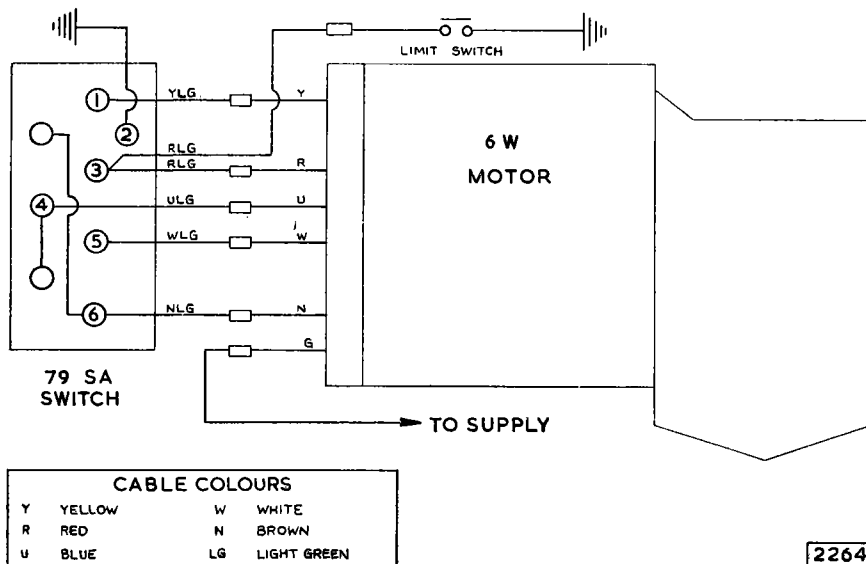 LIMIT SWITCH
1 YLG Y
2
RLG
3 RLG R
4 ULG U
5 WLG W
6 NLG N
G
6 W
MOTOR
79 SA
SWITCH
TO SUPPLY
CABLE COLOURS
Y YELLOW W WHITE
R RED N BROWN
U BLUE LG LIGHT GREEN
2264